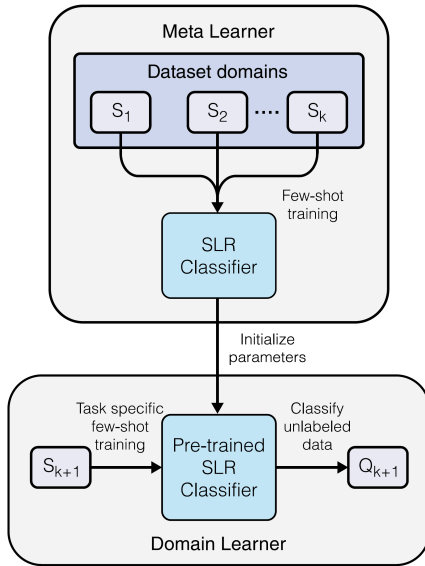 Meta Learner
Dataset domains
S1 S2 .... Sk
Few-shot
training
SLR
Classifier
Initialize
parameters
Task specific
few-shot
training
Classify
unlabeled
data
Sk+1
Pre-trained
SLR
Classifier
Qk+1
Domain Learner